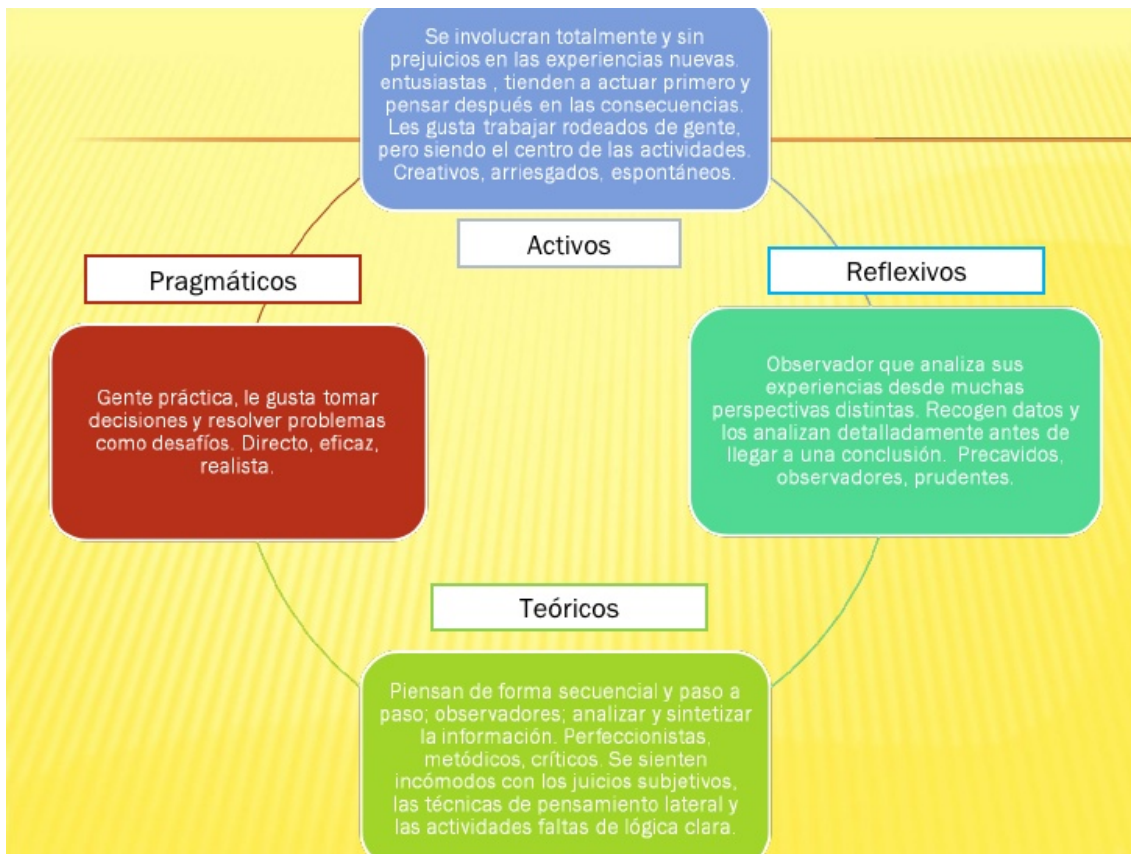 Se involucran totalmente y sin
prejuicios en las experiencias nuevas.
entusiastas , tienden a actuar primero y
pensar después en las consecuencias.
Les gusta trabajar rodeados de gente,
pero siendo el centro de las actividades.
Creativos, arriesgados, espontáneos.
Activos
Pragmáticos
Reflexivos
Gente práctica, le gusta tomar
decisiones y resolver problemas
como desafíos. Directo, eficaz,
realista.
Observador que analiza sus
experiencias desde muchas
perspectivas distintas. Recogen datos y
los analizan detalladamente antes de
llegar a una conclusión. Precavidos,
observadores, prudentes.
Teóricos
Piensan de forma secuencial y paso a
paso; observadores; analizar y sintetizar
la información. Perfeccionistas,
metódicos, críticos. Se sienten
incómodos con los juicios subjetivos,
las técnicas de pensamiento lateral y
las actividades faltas de lógica clara.